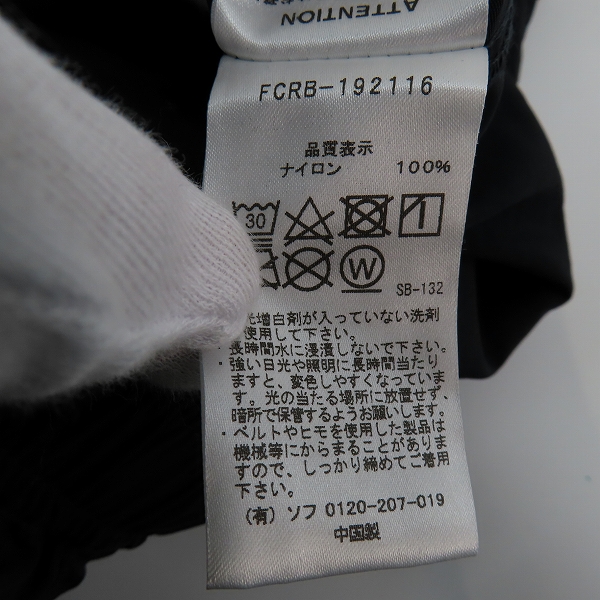 ATTENTION
FCRB-192116
品質表示
ナイロン 100%
30
W
SB-132
光増白剤が入っていない洗剤
使用して下さい。
・長時間水に浸漬しないで下さい。
・強い日光や照明に長時間当たり
ますと、変色しやすくなっていま
す。光の当たる場所に放置せず、
暗所で保管するようお願いします。
・ベルトやヒモを使用した製品は
機械等にからまることがありま
すので、しっかり締めてご着用
下さい。
(有) ソフ 0120-207-019
中国製